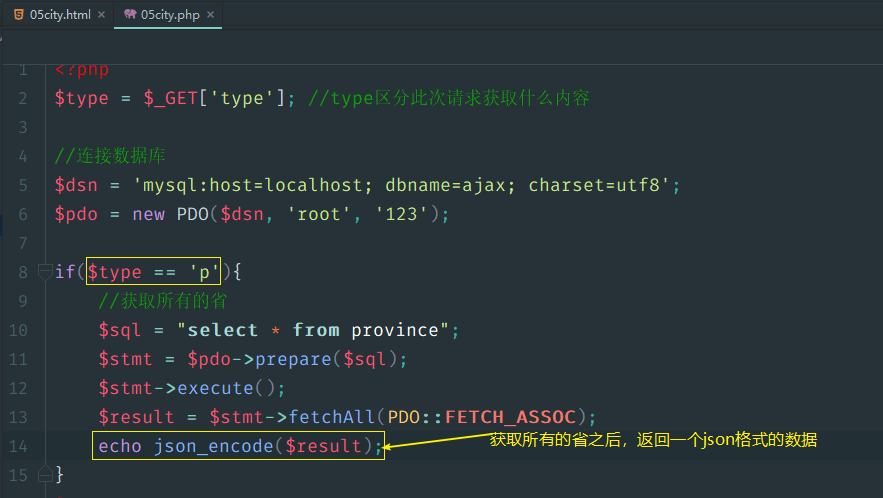 05city.html ×  05city.php ×
1 <?php
2 $type = $_GET['type']; //type区分此次请求获取什么内容
3
4 //连接数据库
5 $dsn = 'mysql:host=localhost; dbname=ajax; charset=utf8';
6 $pdo = new PDO($dsn, 'root', '123');
7
8 if($type == 'p'){
9 //获取所有的省
10 $sql = "select * from province";
11 $stmt = $pdo->prepare($sql);
12 $stmt->execute();
13 $result = $stmt->fetchAll(PDO::FETCH_ASSOC);
14 echo json_encode($result); 获取所有的省之后，返回一个json格式的数据
15 }